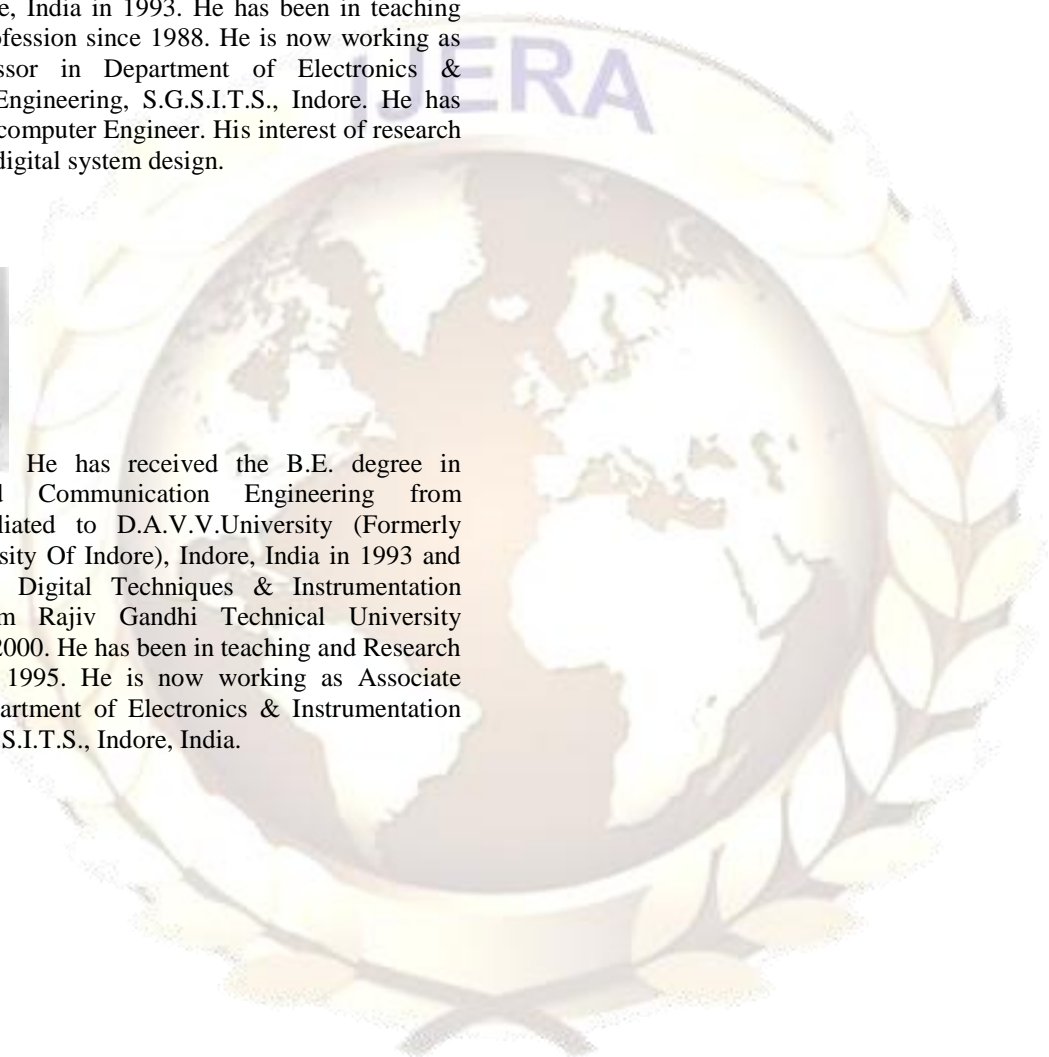 e, India in 1993. He has been in teaching
ofession since 1988. He is now working as
ssor in Department of Electronics &
Engineering, S.G.S.I.T.S., Indore. He has
computer Engineer. His interest of research
digital system design.
IJERA
He has received the B.E. degree in
d Communication Engineering from
liated to D.A.V.V.University (Formerly
sity Of Indore), Indore, India in 1993 and
Digital Techniques & Instrumentation
m Rajiv Gandhi Technical University
2000. He has been in teaching and Research
1995. He is now working as Associate
partment of Electronics & Instrumentation
S.I.T.S., Indore, India.